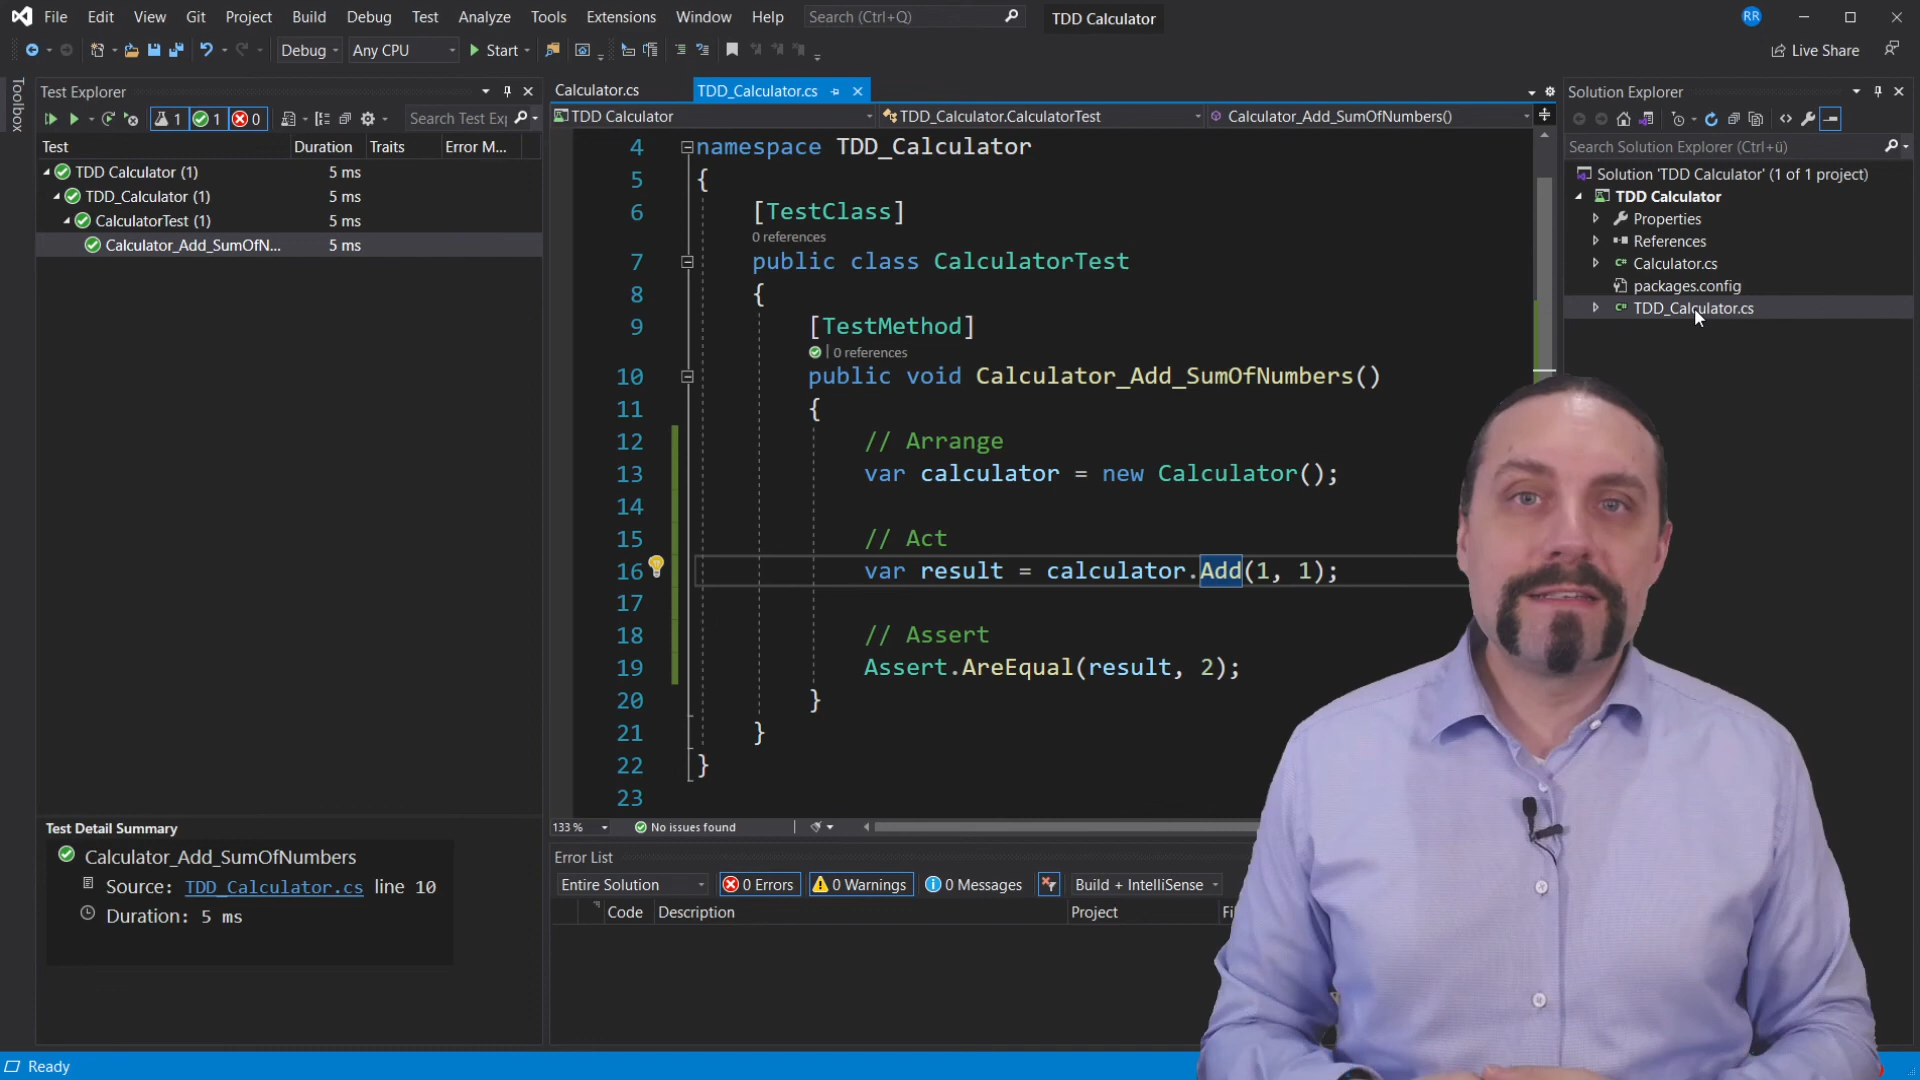 File Edit View Git Project Build Debug Test Analyze Tools Extensions Window Help Search (Ctrl+Q) TDD Calculator RR
Debug Any CPU Start Live Share
Toolbox
Test Explorer
1 1 0 Search Test Exp
Test Duration Traits Error M...
TDD Calculator (1) 5 ms
TDD_Calculator (1) 5 ms
CalculatorTest (1) 5 ms
Calculator_Add_SumOfN... 5 ms
Test Detail Summary
Calculator_Add_SumOfNumbers
Source: TDD_Calculator.cs line 10
Duration: 5 ms
Calculator.cs TDD_Calculator.cs
TDD Calculator TDD_Calculator.CalculatorTest Calculator_Add_SumOfNumbers()
4 namespace TDD_Calculator
5 {
6 [TestClass]
0 references
7 public class CalculatorTest
8 {
9 [TestMethod]
0 references
10 public void Calculator_Add_SumOfNumbers()
11 {
12 // Arrange
13 var calculator = new Calculator();
14
15 // Act
16 var result = calculator.Add(1, 1);
17
18 // Assert
19 Assert.AreEqual(result, 2);
20 }
21 }
22 }
23
133 % No issues found
Error List
Entire Solution 0 Errors 0 Warnings 0 Messages Build + IntelliSense
Code Description Project
Solution Explorer
Search Solution Explorer (Ctrl+ü)
Solution 'TDD Calculator' (1 of 1 project)
TDD Calculator
Properties
References
Calculator.cs
packages.config
TDD_Calculator.cs
Ready